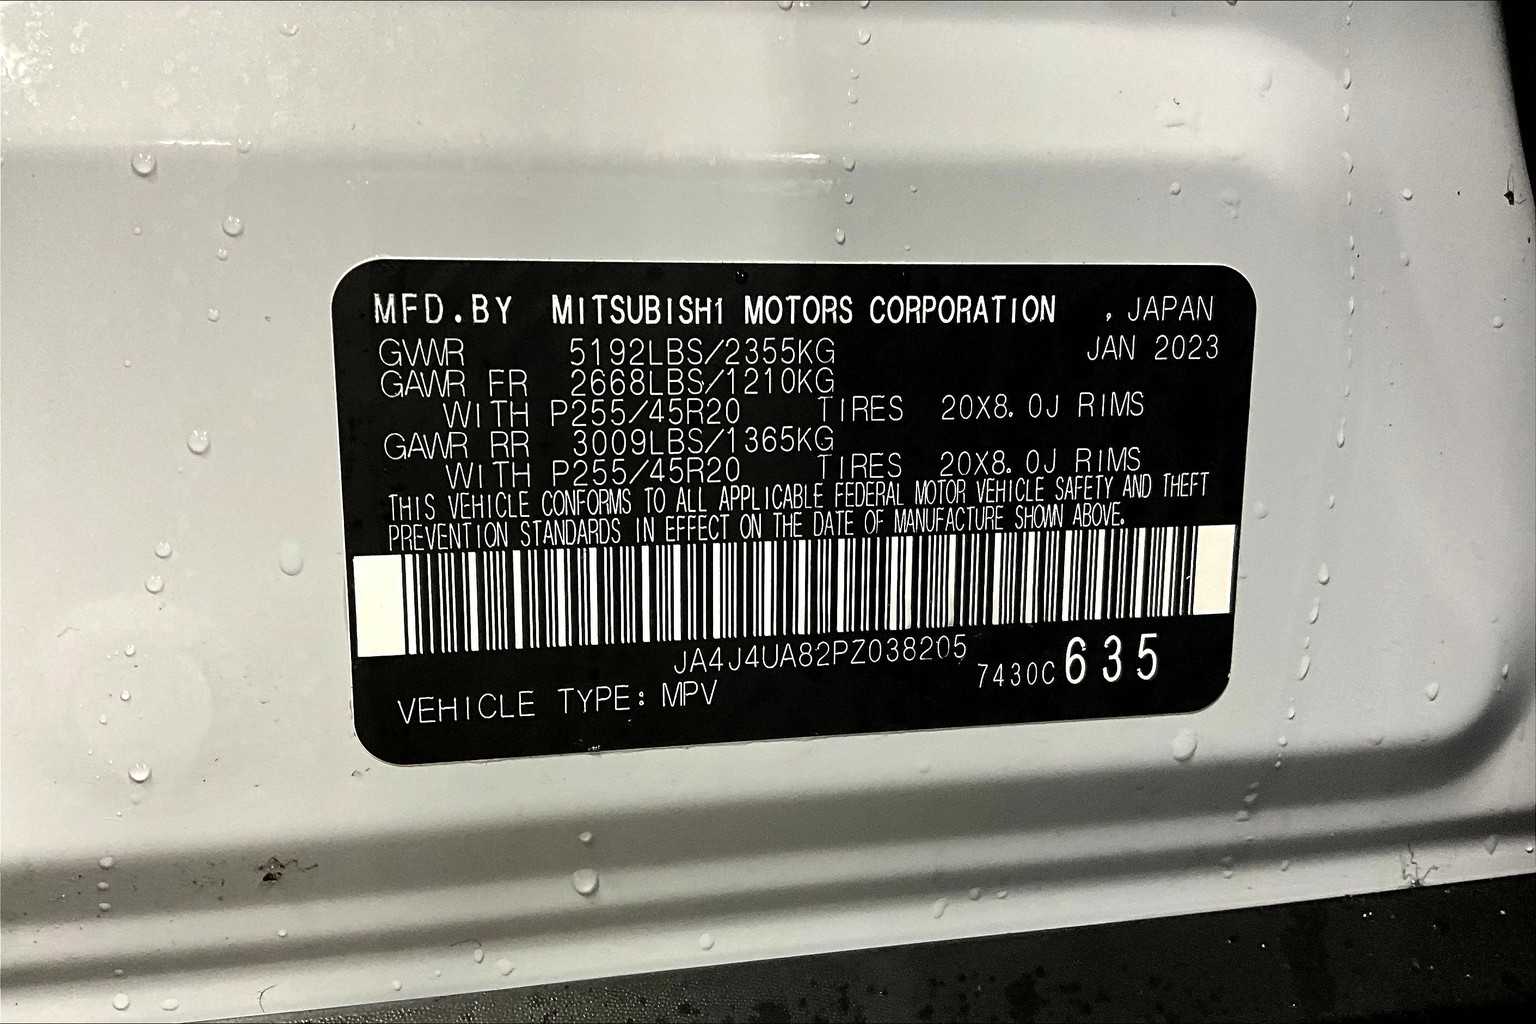 MFD.BY MITSUBISHI MOTORS CORPORATION , JAPAN
GVWR 5192LBS/2355KG JAN 2023
GAWR FR 2668LBS/1210KG
WITH P255/45R20 TIRES 20X8.0J RIMS
GAWR RR 3009LBS/1365KG
WITH P255/45R20 TIRES 20X8.0J RIMS
THIS VEHICLE CONFORMS TO ALL APPLICABLE FEDERAL MOTOR VEHICLE SAFETY AND THEFT
PREVENTION STANDARDS IN EFFECT ON THE DATE OF MANUFACTURE SHOWN ABOVE.
JA4J4UA82PZ038205
7430C 635
VEHICLE TYPE: MPV